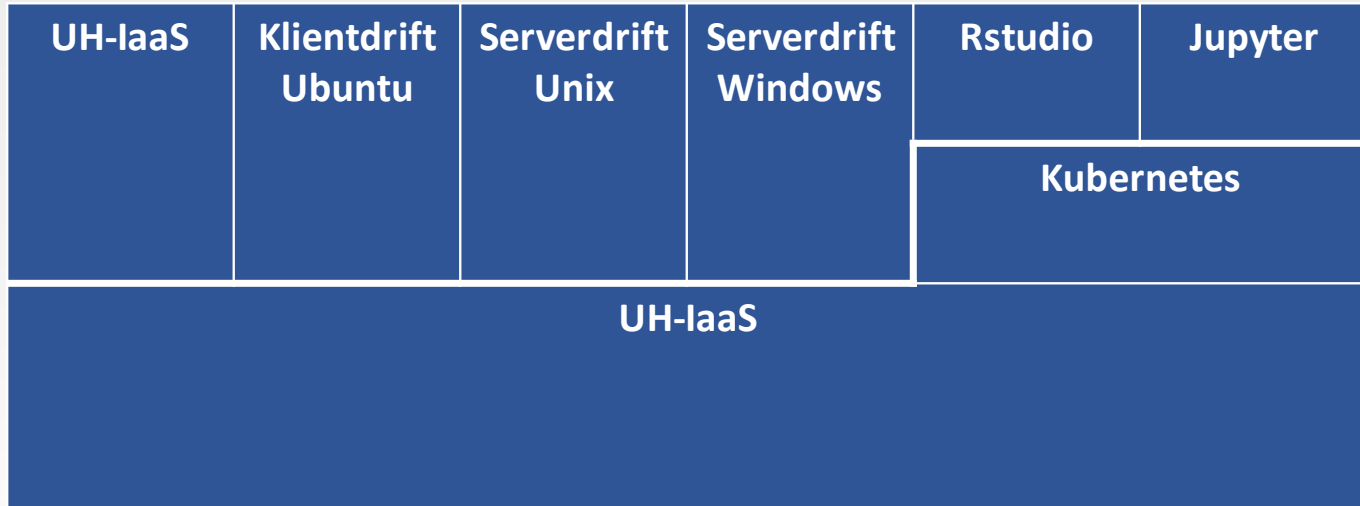 UH-IaaS
Klientdrift
Ubuntu
Serverdrift
Unix
Serverdrift
Windows
Rstudio
Jupyter
Kubernetes
UH-IaaS